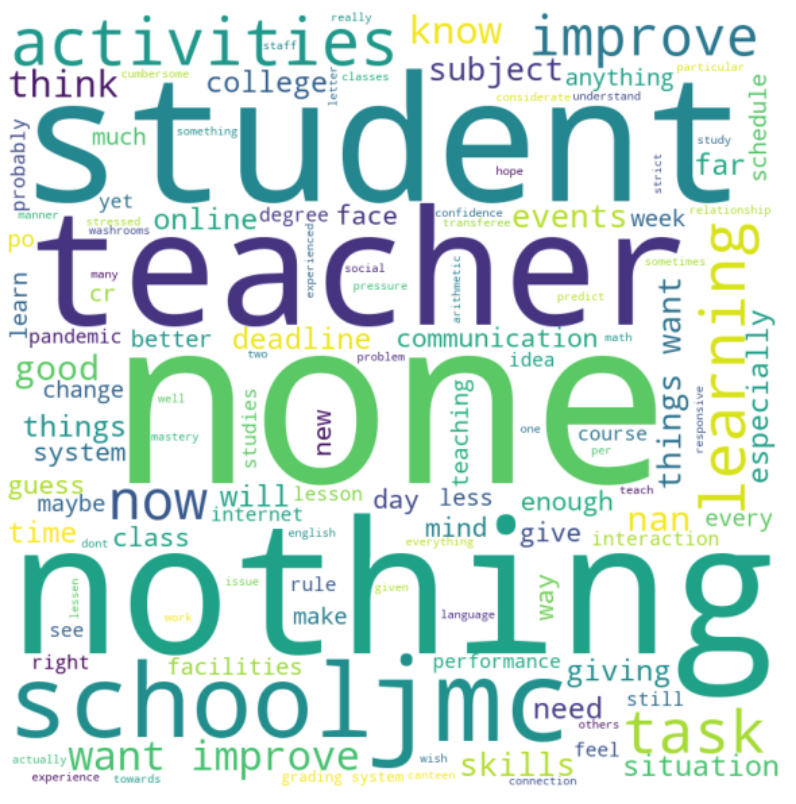 really
activities
staff
know
improve
think
cumbersome
college
letter
classes
subject
anything
particular
considerate
understand
student
schedule
probably
much
something
hope
strict
study
far
yet
manner
stressed
washrooms
online
degree
face
confidence
transferee
events
week
relationship
teacher
po
learn
many
cr
experienced
social
pressure
arithmetic
predict
sometimes
learning
pandemic
better
deadline
communication
math
things want
especially
two
problem
idea
none
good
change
well
things
mastery
system
studies
new
teaching
one
course
per
responsive
guess
maybe
now
will
internet
lesson
day
less
enough
teach
nan
every
time
dont
class
english
mind
give
interaction
everything
nothing
lessen
issue
rule
given
way
see
work
make
language
right
facilities
performance
giving
schooljmc
need
still
others
task
actually
want improve
wish
skills
feel
situation
experience
towards
grading system
canteen
connection